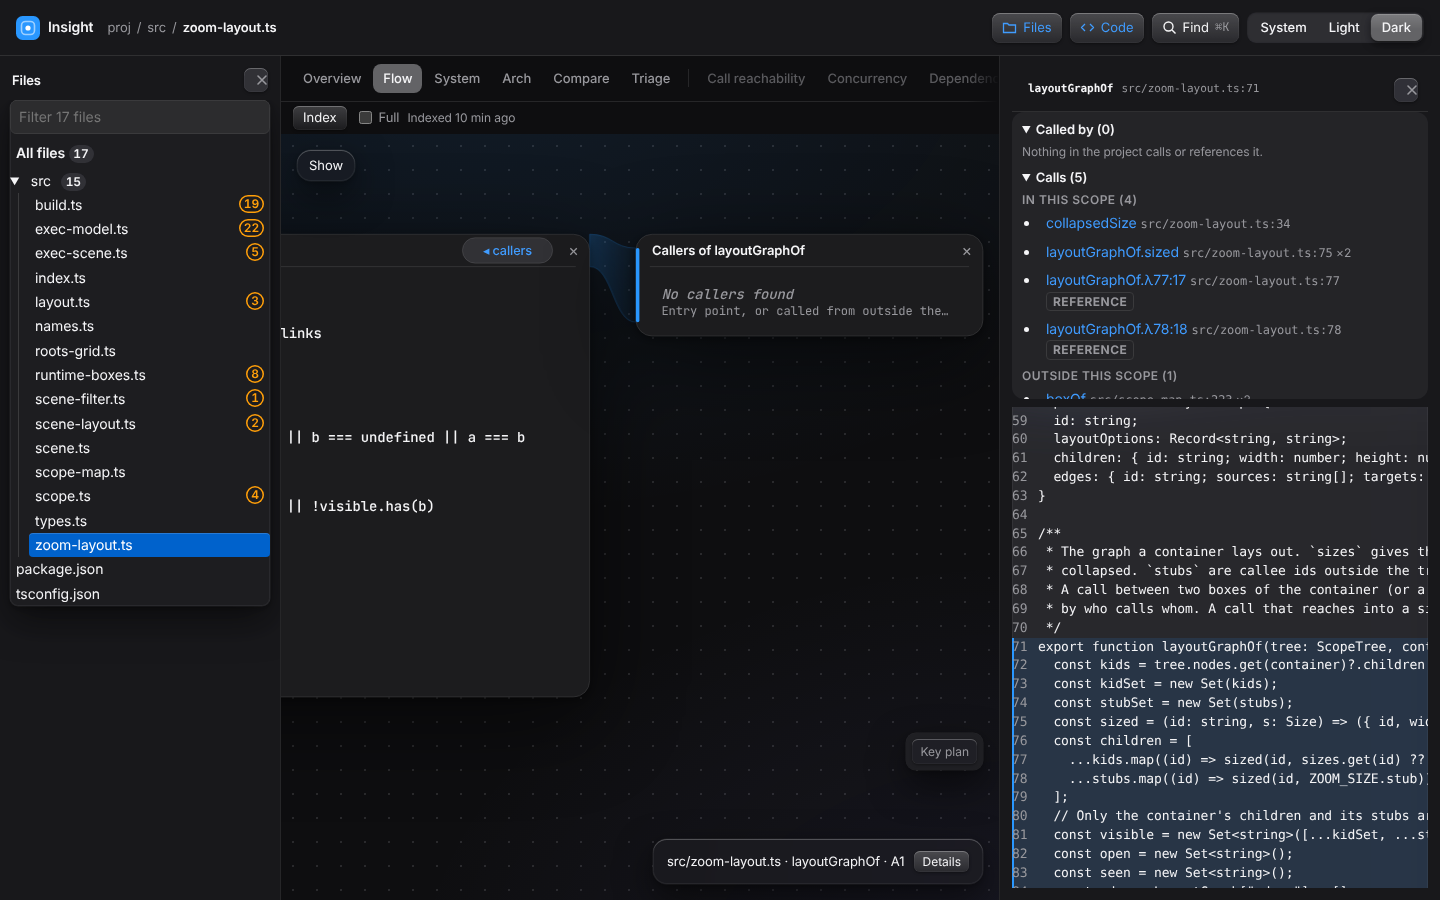 Insight proj / src / zoom-layout.ts
Files Code Find ⌘K System Light Dark
Files
Filter 17 files
All files 17
src 15
build.ts 19
exec-model.ts 22
exec-scene.ts 5
index.ts
layout.ts 3
names.ts
roots-grid.ts
runtime-boxes.ts 8
scene-filter.ts 1
scene-layout.ts 2
scene.ts
scope-map.ts
scope.ts 4
types.ts
zoom-layout.ts
package.json
tsconfig.json
Overview Flow System Arch Compare Triage Call reachability Concurrency
Index Full Indexed 10 min ago
Show
◂ callers ×
links
|| b === undefined || a === b
|| !visible.has(b)
Callers of layoutGraphOf ×
No callers found
Entry point, or called from outside the…
Key plan
src/zoom-layout.ts · layoutGraphOf · A1 Details
layoutGraphOf src/zoom-layout.ts:71
Called by (0)
Nothing in the project calls or references it.
Calls (5)
IN THIS SCOPE (4)
collapsedSize src/zoom-layout.ts:34
layoutGraphOf.sized src/zoom-layout.ts:75 ×2
layoutGraphOf.λ77:17 src/zoom-layout.ts:77
REFERENCE
layoutGraphOf.λ78:18 src/zoom-layout.ts:78
REFERENCE
OUTSIDE THIS SCOPE (1)
59 id: string;
60 layoutOptions: Record<string, string>;
61 children: { id: string; width: number; height:
62 edges: { id: string; sources: string[]; targets:
63 }
64
65 /**
66 * The graph a container lays out. `sizes` gives
67 * collapsed. `stubs` are callee ids outside the
68 * A call between two boxes of the container (or a
69 * by who calls whom. A call that reaches into a
70 */
71 export function layoutGraphOf(tree: ScopeTree,
72 const kids = tree.nodes.get(container)?.children
73 const kidSet = new Set(kids);
74 const stubSet = new Set(stubs);
75 const sized = (id: string, s: Size) => ({ id,
76 const children = [
77 ...kids.map((id) => sized(id, sizes.get(id) ??
78 ...stubs.map((id) => sized(id, ZOOM_SIZE.stub)
79 ];
80 // Only the container's children and its stubs
81 const visible = new Set<string>([...kidSet,
82 const open = new Set<string>();
83 const seen = new Set<string>();